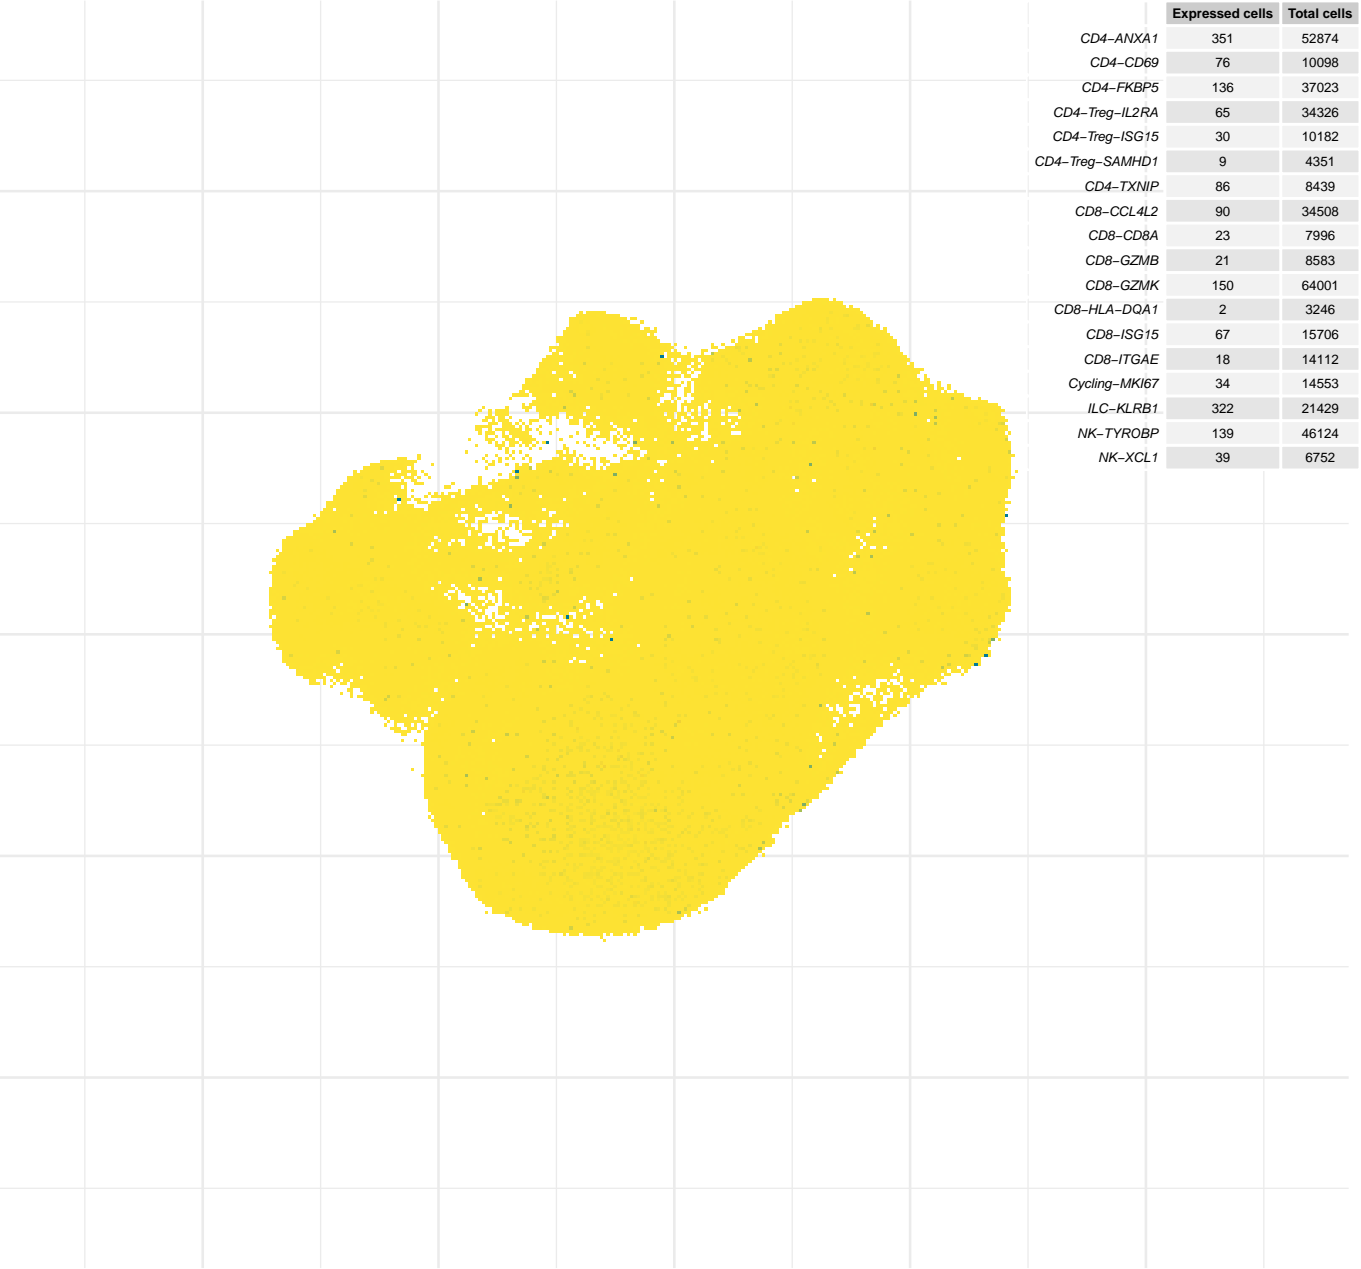 Expressed cells Total cells
CD4−ANXA1 351 52874
CD4−CD69 76 10098
CD4−FKBP5 136 37023
CD4−Treg−IL2RA 65 34326
CD4−Treg−ISG15 30 10182
CD4−Treg−SAMHD1 9 4351
CD4−TXNIP 86 8439
CD8−CCL4L2 90 34508
CD8−CD8A 23 7996
CD8−GZMB 21 8583
CD8−GZMK 150 64001
CD8−HLA−DQA1 2 3246
CD8−ISG15 67 15706
CD8−ITGAE 18 14112
Cycling−MKI67 34 14553
ILC−KLRB1 322 21429
NK−TYROBP 139 46124
NK−XCL1 39 6752